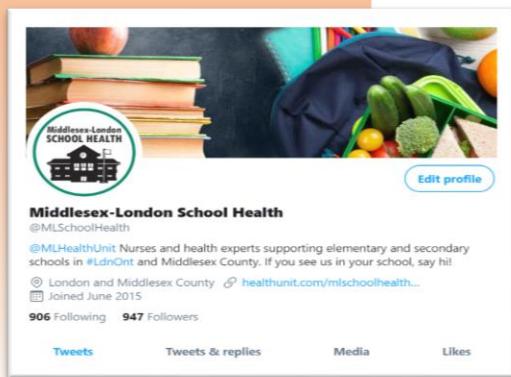 Middlesex-London
SCHOOL HEALTH
Edit profile
Middlesex-London School Health
@MLSchoolHealth
@MLHealthUnit Nurses and health experts supporting elementary and secondary
schools in #LdnOnt and Middlesex County. If you see us in your school, say hi!
London and Middlesex County healthunit.com/mlschoolhealth...
Joined June 2015
906 Following 947 Followers
Tweets Tweets & replies Media Likes